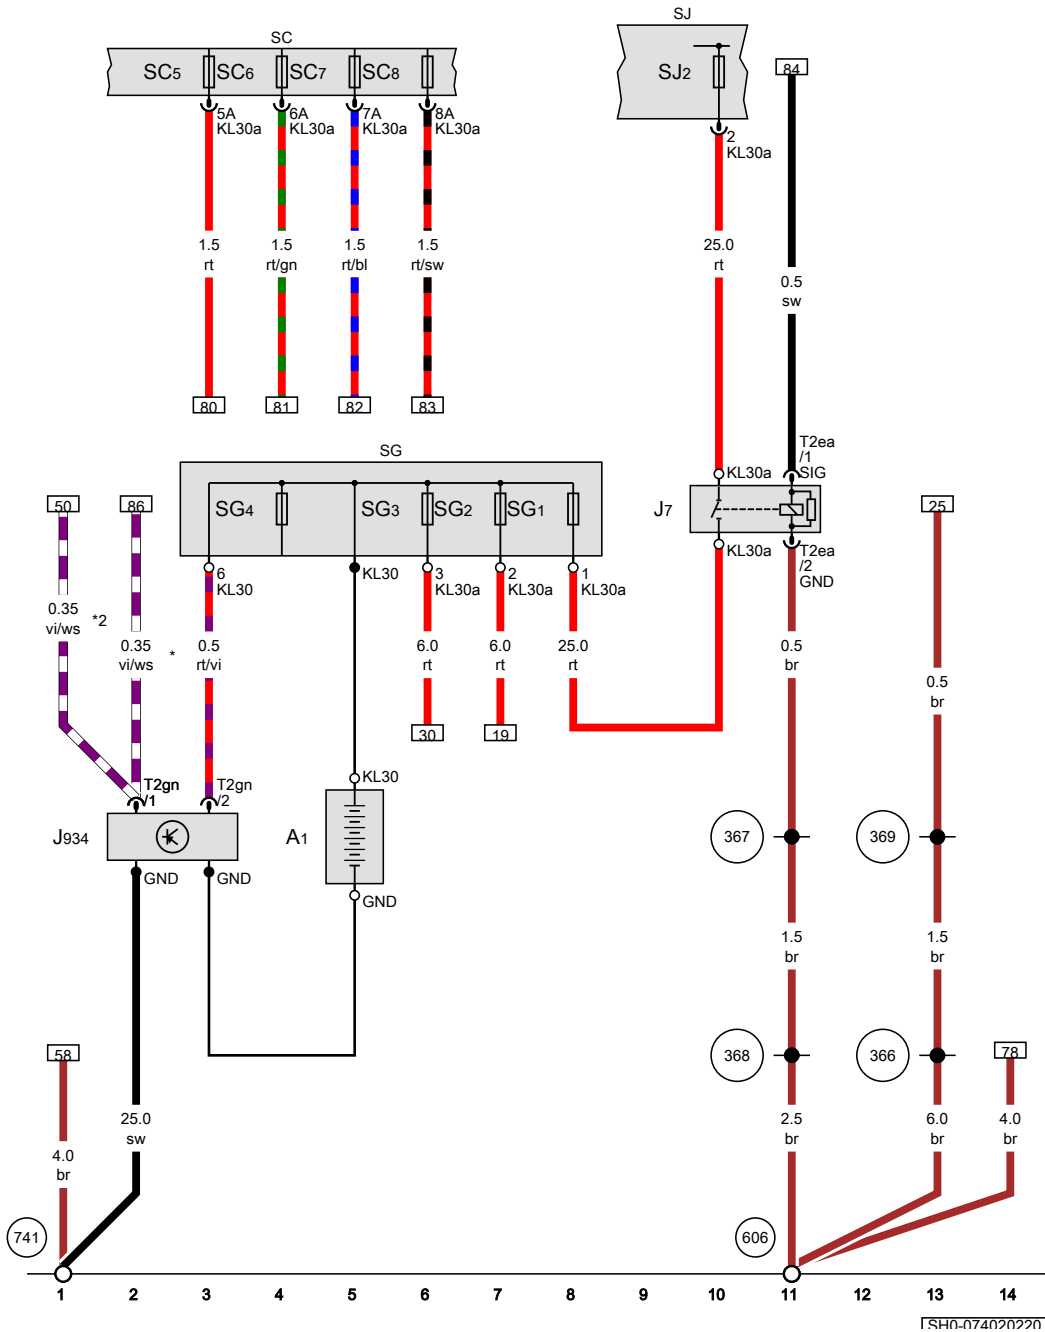 SC
SJ
SC5
SC6
SC7
SC8
SJ2
84
5A
KL30a
6A
KL30a
7A
KL30a
8A
KL30a
2
KL30a
1.5
rt
1.5
rt/gn
1.5
rt/bl
1.5
rt/sw
25.0
rt
0.5
sw
80
81
82
83
T2ea
/1
SIG
SG
KL30a
50
86
SG4
SG3
SG2
SG1
J7
25
KL30a
T2ea
/2
GND
6
KL30
KL30
3
KL30a
2
KL30a
1
KL30a
0.35
vi/ws
*2
0.35
vi/ws
*
0.5
rt/vi
6.0
rt
6.0
rt
25.0
rt
0.5
br
0.5
br
30
19
T2gn
/1
T2gn
/2
KL30
J934
A1
367
369
GND
GND
GND
1.5
br
1.5
br
58
368
366
78
25.0
sw
4.0
br
2.5
br
6.0
br
4.0
br
741
606
1 2 3 4 5 6 7 8 9 10 11 12 13 14
SH0-074020220